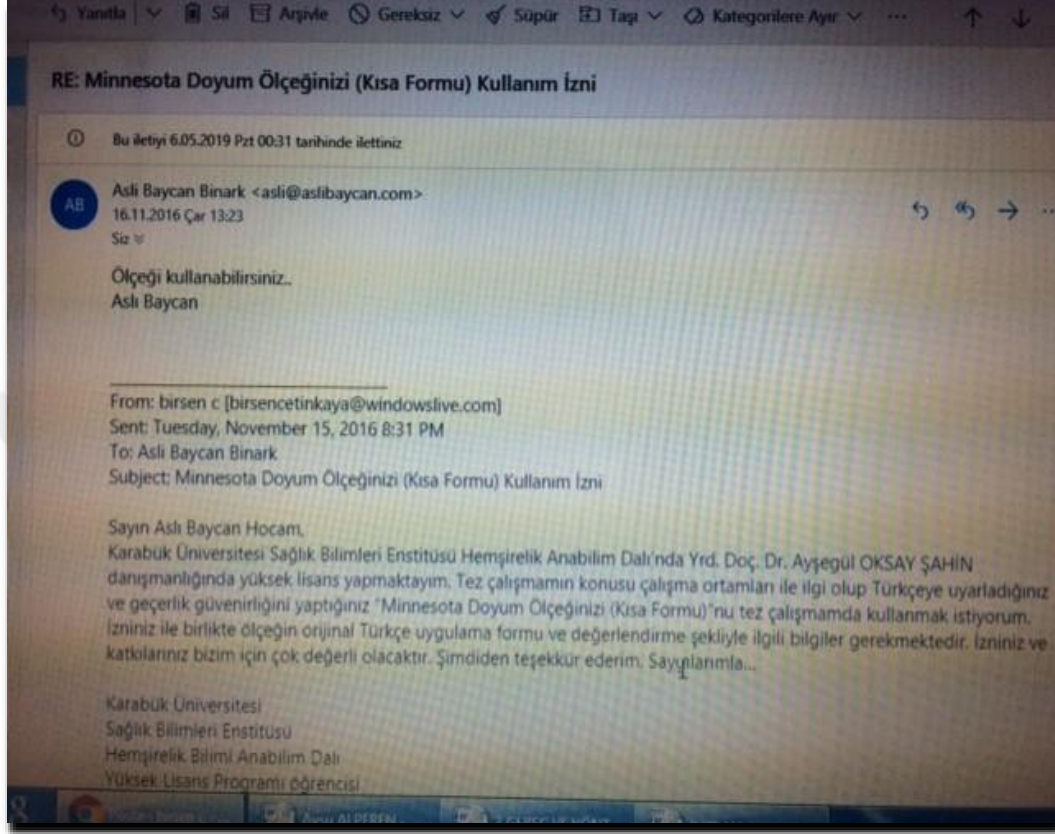 Yanıtla Sil Arşivle Gereksiz Süpür Taşı Kategorilere Ayır ...
RE: Minnesota Doyum Ölçeğinizi (Kısa Formu) Kullanım İzni
Bu iletiyi 6.05.2019 Pzt 00:31 tarihinde ilettiniz
AB
Asli Baycan Binark <asli@aslibaycan.com>
16.11.2016 Çar 13:23
Siz
Ölçeği kullanabilirsiniz..
Aslı Baycan
From: birsen c [birsencetinkaya@windowslive.com]
Sent: Tuesday, November 15, 2016 8:31 PM
To: Asli Baycan Binark
Subject: Minnesota Doyum Ölçeğinizi (Kısa Formu) Kullanım İzni
Sayın Aslı Baycan Hocam,
Karabük Üniversitesi Sağlık Bilimleri Enstitüsü Hemşirelik Anabilim Dalı'nda Yrd. Doç. Dr. Ayşegül OKSAY ŞAHİN
danışmanlığında yüksek lisans yapmaktayım. Tez çalışmamın konusu çalışma ortamları ile ilgi olup Türkçeye uyarladığınız
ve geçerlik güvenirliğini yaptığınız "Minnesota Doyum Ölçeğinizi (Kısa Formu)"nu tez çalışmamda kullanmak istiyorum.
İzniniz ile birlikte ölçeğin orijinal Türkçe uygulama formu ve değerlendirme şekliyle ilgili bilgiler gerekmektedir. İzniniz ve
katkılarınız bizim için çok değerli olacaktır. Şimdiden teşekkür ederim. Saygılarımla...
Karabük Üniversitesi
Sağlık Bilimleri Enstitüsü
Hemşirelik Bilimi Anabilim Dalı
Yüksek Lisans Programı öğrencisi